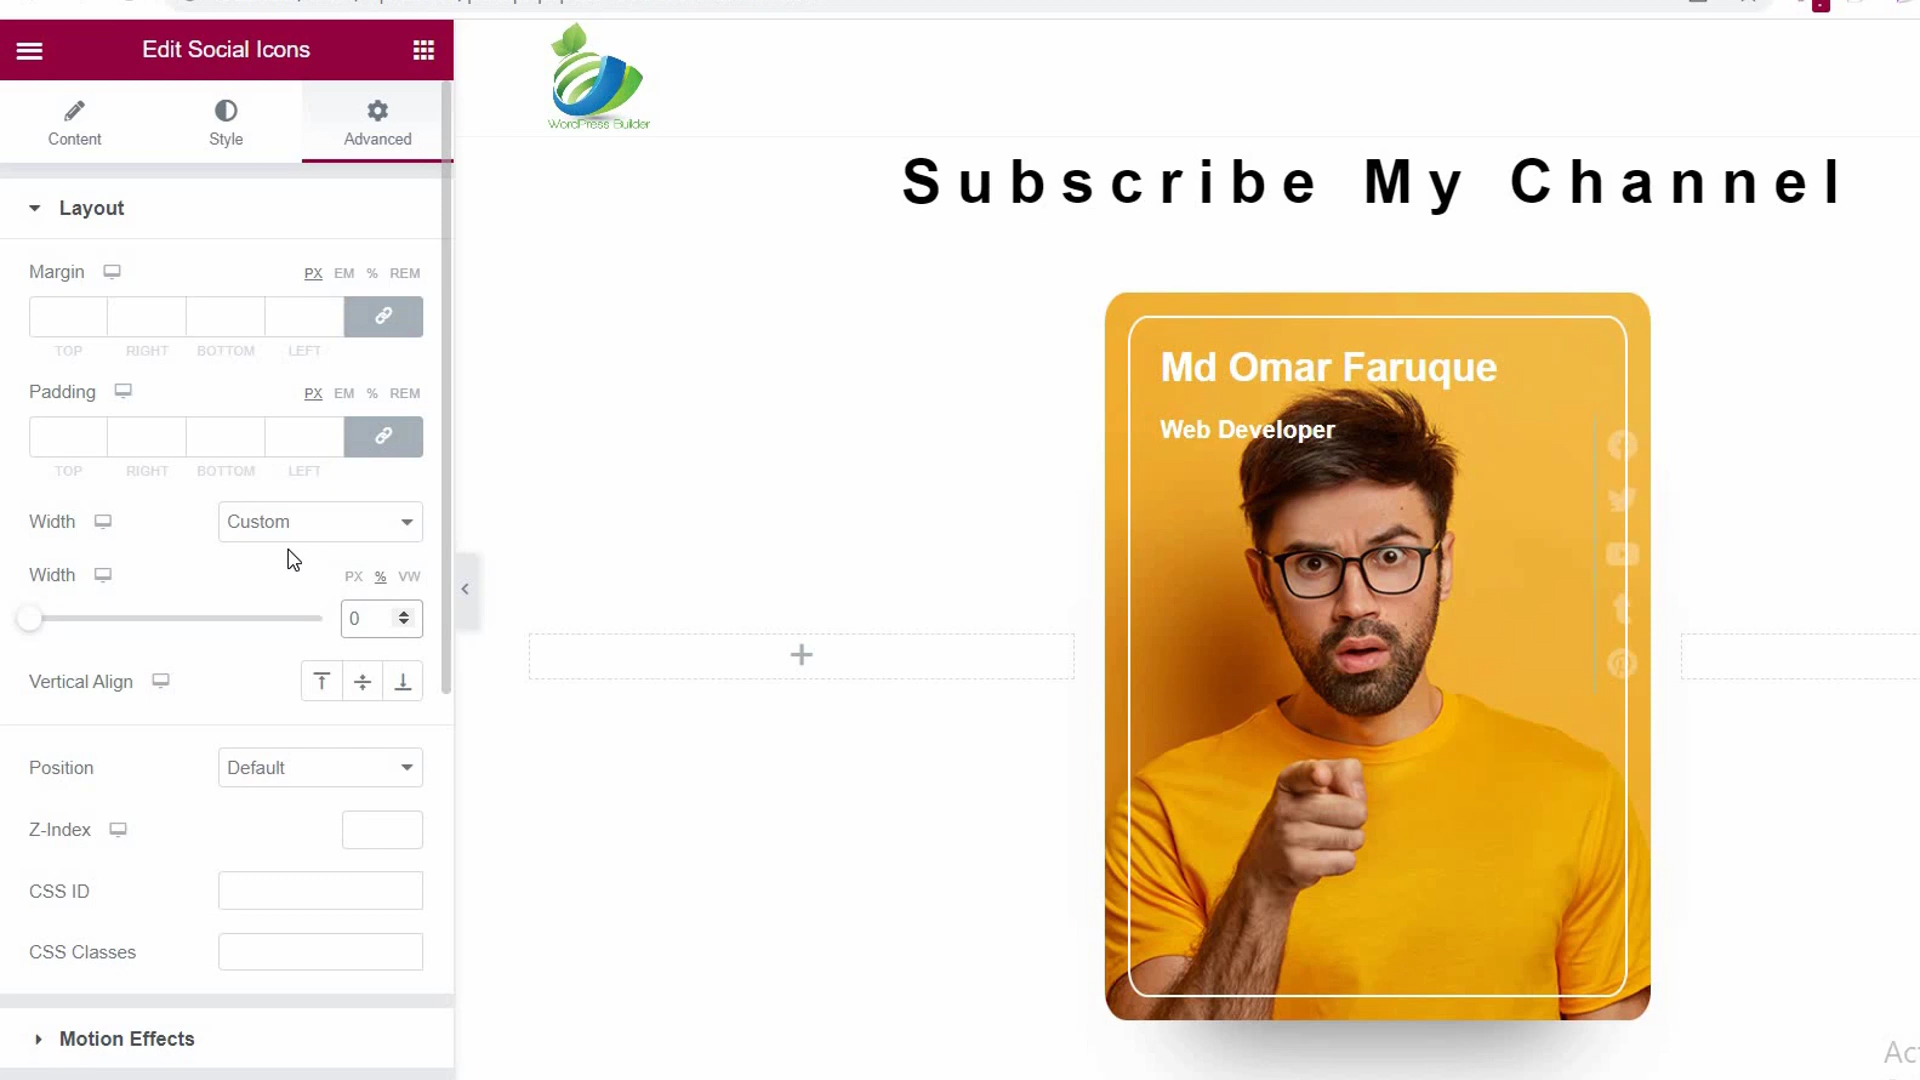 Edit Social Icons
Content
Style
Advanced
Layout
Margin
PX EM % REM
TOP RIGHT BOTTOM LEFT
Padding
PX EM % REM
TOP RIGHT BOTTOM LEFT
Width
Custom
Width
PX % VW
0
Vertical Align
Position
Default
Z-Index
CSS ID
CSS Classes
Motion Effects
WordPress Builder
Subscribe My Channel
Md Omar Faruque
Web Developer